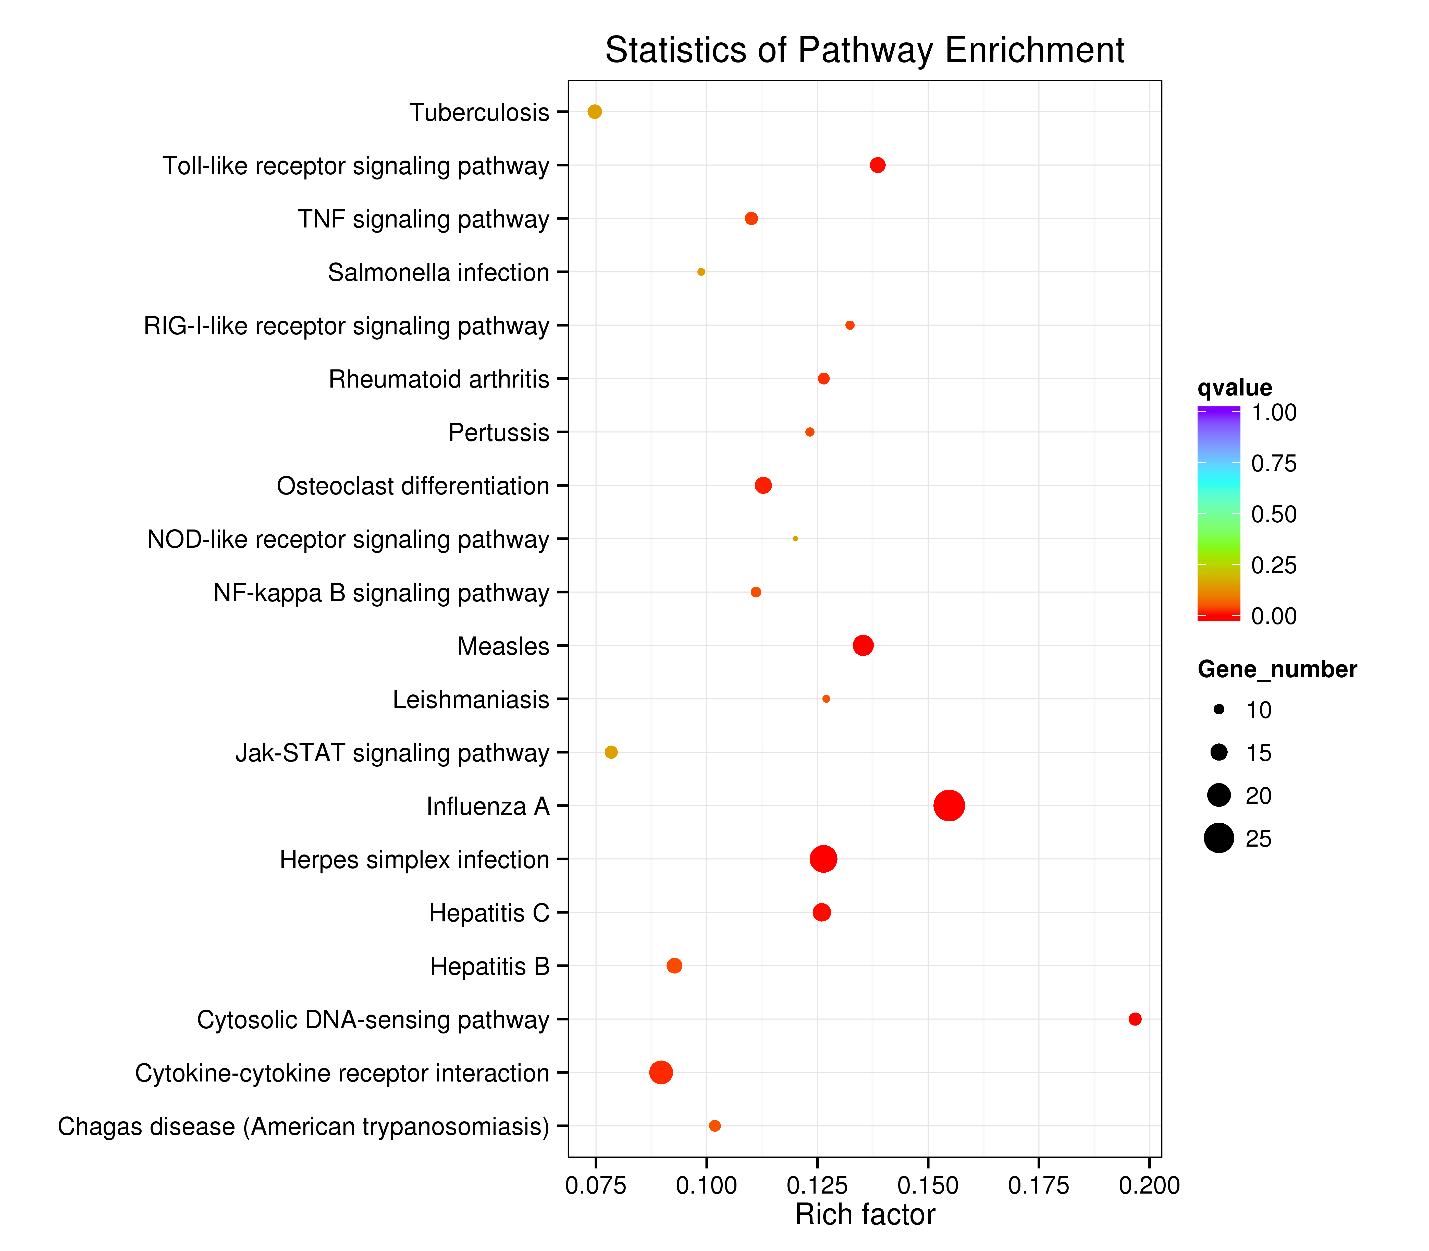 Statistics of Pathway Enrichment
Tuberculosis
Toll-like receptor signaling pathway
TNF signaling pathway
Salmonella infection
RIG-I-like receptor signaling pathway
Rheumatoid arthritis
Pertussis
Osteoclast differentiation
NOD-like receptor signaling pathway
NF-kappa B signaling pathway
Measles
Leishmaniasis
Jak-STAT signaling pathway
Influenza A
Herpes simplex infection
Hepatitis C
Hepatitis B
Cytosolic DNA-sensing pathway
Cytokine-cytokine receptor interaction
Chagas disease (American trypanosomiasis)
0.075 0.100 0.125 0.150 0.175 0.200
Rich factor
qvalue
1.00
0.75
0.50
0.25
0.00
Gene_number
10
15
20
25